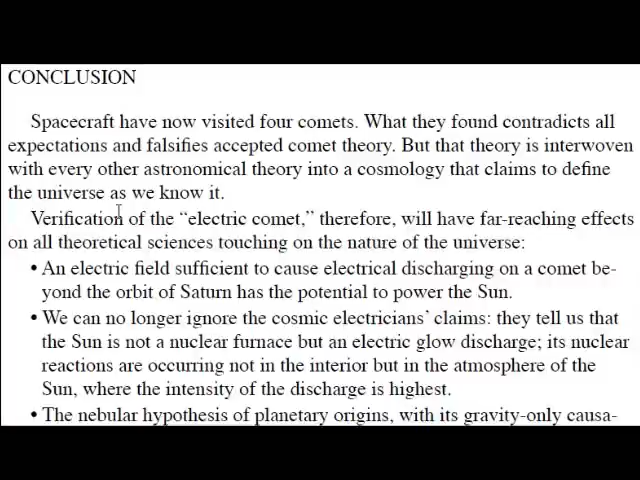 CONCLUSION
Spacecraft have now visited four comets. What they found contradicts all
expectations and falsifies accepted comet theory. But that theory is interwoven
with every other astronomical theory into a cosmology that claims to define
the universe as we know it.
Verification of the “electric comet,” therefore, will have far-reaching effects
on all theoretical sciences touching on the nature of the universe:
• An electric field sufficient to cause electrical discharging on a comet be-
yond the orbit of Saturn has the potential to power the Sun.
• We can no longer ignore the cosmic electricians’ claims: they tell us that
the Sun is not a nuclear furnace but an electric glow discharge; its nuclear
reactions are occurring not in the interior but in the atmosphere of the
Sun, where the intensity of the discharge is highest.
• The nebular hypothesis of planetary origins, with its gravity-only causa-